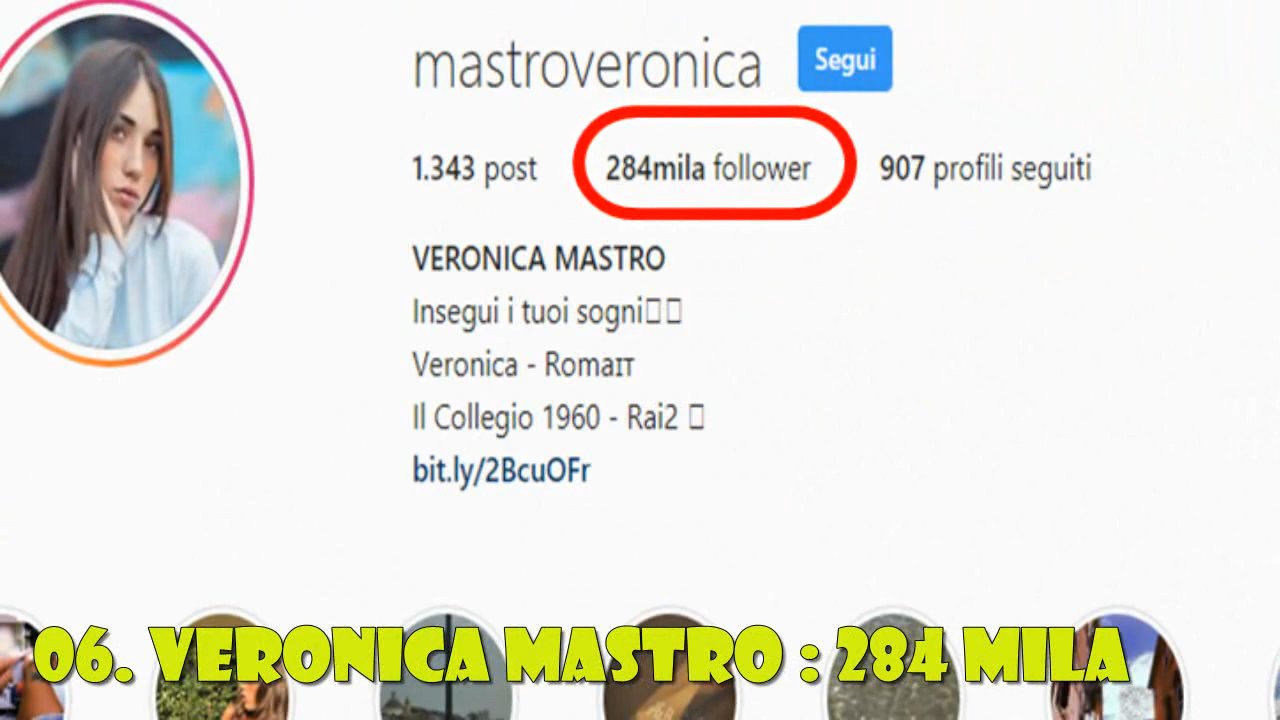 mastroveronica Segui
1.343 post 284mila follower 907 profili seguiti
VERONICA MASTRO
Insegui i tuoi sogni
Veronica - RomaIT
Il Collegio 1960 - Rai2
bit.ly/2BcuOFr
06. VERONICA MASTRO : 284 MILA